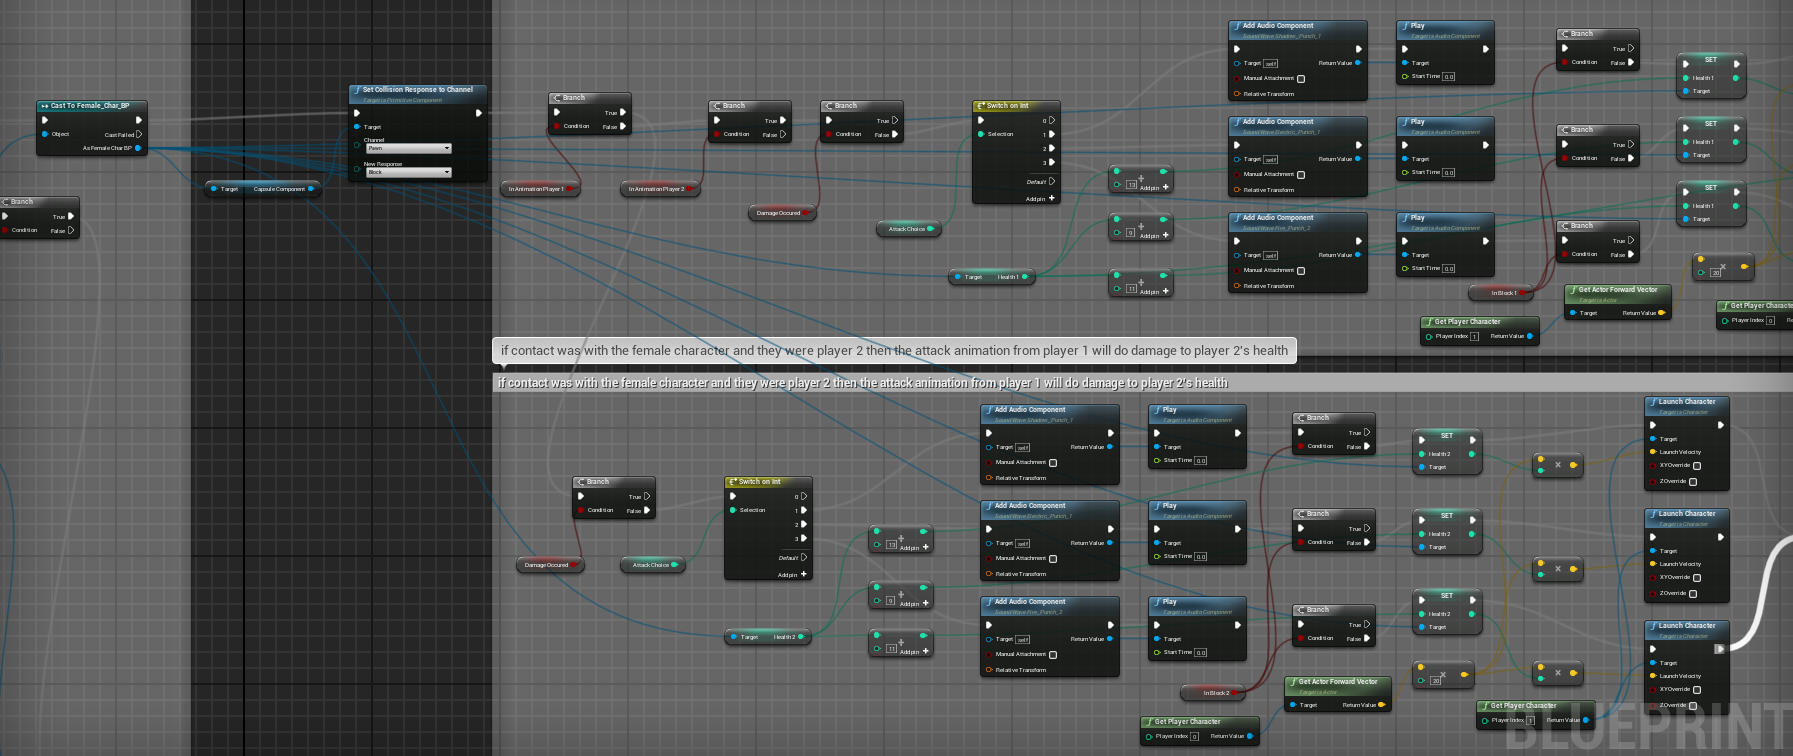 Cast To Female_Char_BP
Object
Cast Failed
As Female Char BP
Branch
True
Condition
False
Target
Capsule Component
Set Collision Response to Channel
Target is Primitive Component
Target
Channel
Pawn
New Response
Block
Branch
True
Condition
False
In Animation Player 1
Branch
True
Condition
False
In Animation Player 2
Branch
True
Condition
False
Damage Occured
Attack Choice
Switch on Int
0
Selection
1
2
3
Default
Add pin
Target
Health 1
13
Add pin
9
Add pin
11
Add pin
Add Audio Component
Sound Wave Shadow_Punch_1
Target
self
Return Value
Manual Attachment
Relative Transform
Play
Target is Audio Component
Target
Start Time
0.0
Branch
True
Condition
False
SET
Health 1
Target
Add Audio Component
Sound Wave Electric_Punch_1
Target
self
Return Value
Manual Attachment
Relative Transform
Play
Target is Audio Component
Target
Start Time
0.0
Branch
True
Condition
False
SET
Health 1
Target
Add Audio Component
Sound Wave Fire_Punch_2
Target
self
Return Value
Manual Attachment
Relative Transform
Play
Target is Audio Component
Target
Start Time
0.0
Branch
True
Condition
False
SET
Health 1
Target
In Block 1
20
Get Actor Forward Vector
Target is Actor
Target
Return Value
Get Player Character
Player Index
1
Return Value
Get Player Characte
Player Index
0
if contact was with the female character and they were player 2 then the attack animation from player 1 will do damage to player 2's health
if contact was with the female character and they were player 2 then the attack animation from player 1 will do damage to player 2's health
Branch
True
Condition
False
Damage Occured
Attack Choice
Switch on Int
0
Selection
1
2
3
Default
Add pin
Target
Health 2
13
Add pin
9
Add pin
11
Add pin
Add Audio Component
Sound Wave Shadow_Punch_1
Target
self
Return Value
Manual Attachment
Relative Transform
Play
Target is Audio Component
Target
Start Time
0.0
Branch
True
Condition
False
SET
Health 2
Target
Launch Character
Target is Character
Target
Launch Velocity
XYOverride
ZOverride
Add Audio Component
Sound Wave Electric_Punch_1
Target
self
Return Value
Manual Attachment
Relative Transform
Play
Target is Audio Component
Target
Start Time
0.0
Branch
True
Condition
False
SET
Health 2
Target
Launch Character
Target is Character
Target
Launch Velocity
XYOverride
ZOverride
Add Audio Component
Sound Wave Fire_Punch_2
Target
self
Return Value
Manual Attachment
Relative Transform
Play
Target is Audio Component
Target
Start Time
0.0
Branch
True
Condition
False
SET
Health 2
Target
Launch Character
Target is Character
Target
Launch Velocity
XYOverride
ZOverride
In Block 2
20
Get Actor Forward Vector
Target is Actor
Target
Return Value
Get Player Character
Player Index
0
Return Value
Get Player Character
Player Index
1
Return Value
BLUEPRINT